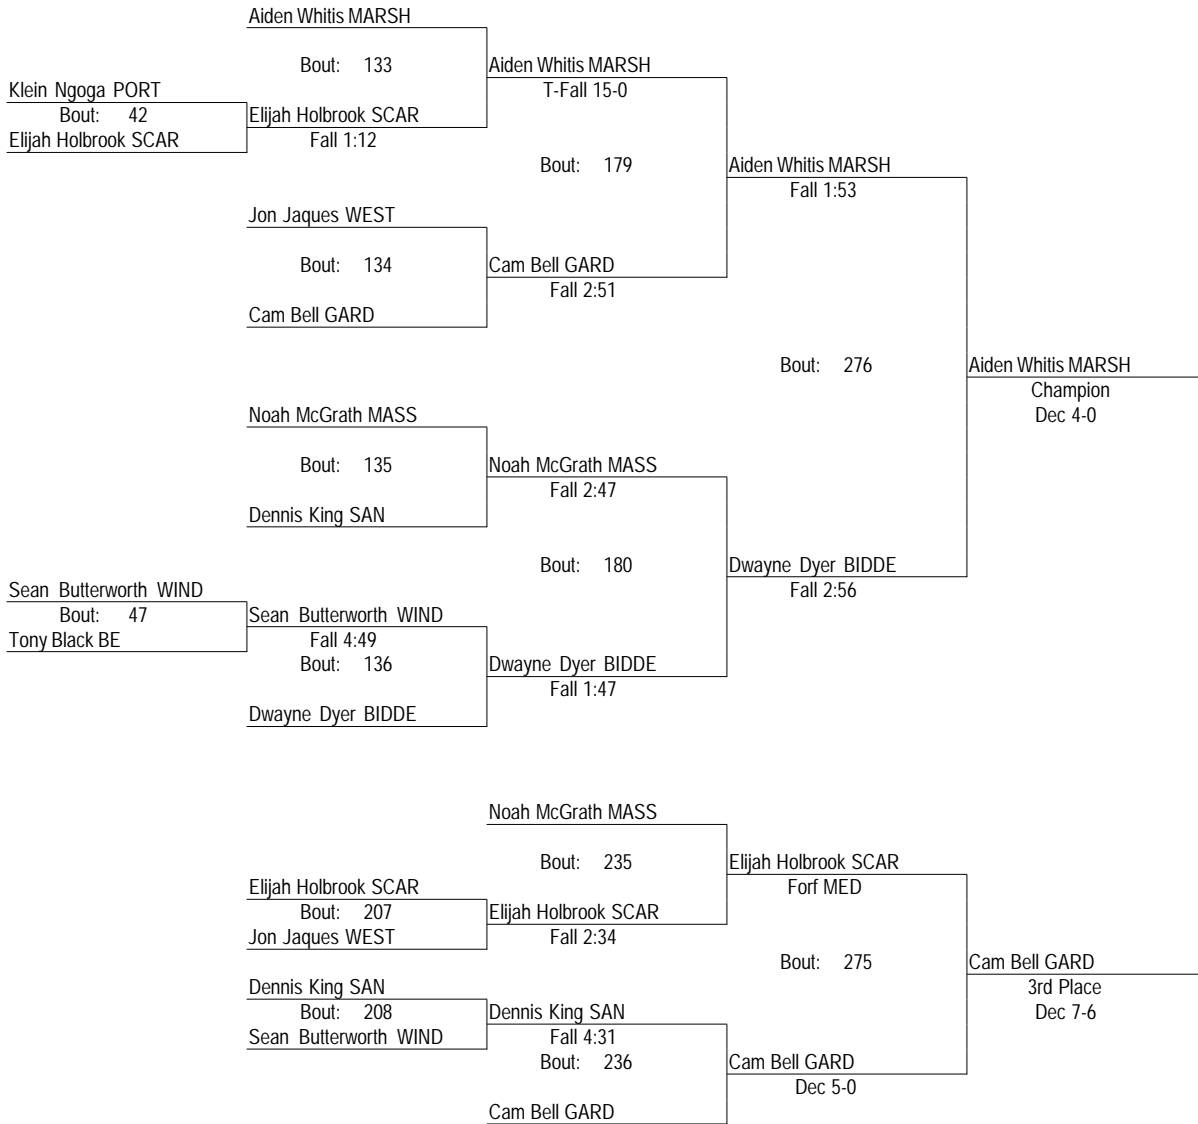 Aiden Whitis MARSH
Bout: 133
Aiden Whitis MARSH
T-Fall 15-0
Klein Ngoga PORT
Bout: 42
Elijah Holbrook SCAR
Elijah Holbrook SCAR
Fall 1:12
Bout: 179
Aiden Whitis MARSH
Fall 1:53
Jon Jaques WEST
Bout: 134
Cam Bell GARD
Fall 2:51
Cam Bell GARD
Bout: 276
Aiden Whitis MARSH
Champion
Dec 4-0
Noah McGrath MASS
Bout: 135
Noah McGrath MASS
Fall 2:47
Dennis King SAN
Bout: 180
Dwayne Dyer BIDDE
Fall 2:56
Sean Butterworth WIND
Bout: 47
Tony Black BE
Sean Butterworth WIND
Fall 4:49
Bout: 136
Dwayne Dyer BIDDE
Fall 1:47
Dwayne Dyer BIDDE
Noah McGrath MASS
Bout: 235
Elijah Holbrook SCAR
Forf MED
Elijah Holbrook SCAR
Bout: 207
Jon Jaques WEST
Elijah Holbrook SCAR
Fall 2:34
Bout: 275
Cam Bell GARD
3rd Place
Dec 7-6
Dennis King SAN
Bout: 208
Sean Butterworth WIND
Dennis King SAN
Fall 4:31
Bout: 236
Cam Bell GARD
Dec 5-0
Cam Bell GARD